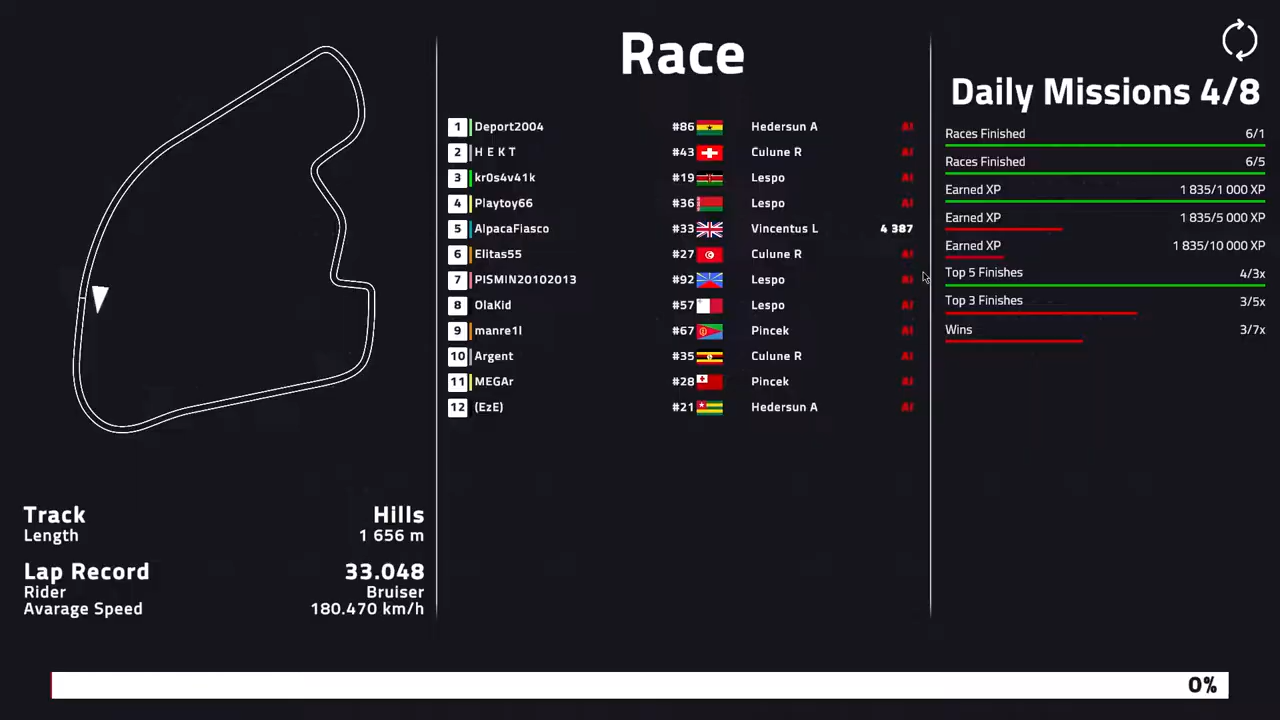 Race
1 Deport2004 #86 Hedersun A AI
2 H E K T #43 Culune R AI
3 kr0s4v41k #19 Lespo AI
4 Playtoy66 #36 Lespo AI
5 AlpacaFiasco #33 Vincentus L 4 387
6 Elitas55 #27 Culune R AI
7 PISMIN20102013 #92 Lespo AI
8 OlaKid #57 Lespo AI
9 manre1l #67 Pincek AI
10 Argent #35 Culune R AI
11 MEGAr #28 Pincek AI
12 (EzE) #21 Hedersun A AI
Daily Missions 4/8
Races Finished 6/1
Races Finished 6/5
Earned XP 1 835/1 000 XP
Earned XP 1 835/5 000 XP
Earned XP 1 835/10 000 XP
Top 5 Finishes 4/3x
Top 3 Finishes 3/5x
Wins 3/7x
Track Hills
Length 1 656 m
Lap Record 33.048
Rider Bruiser
Avarage Speed 180.470 km/h
0%